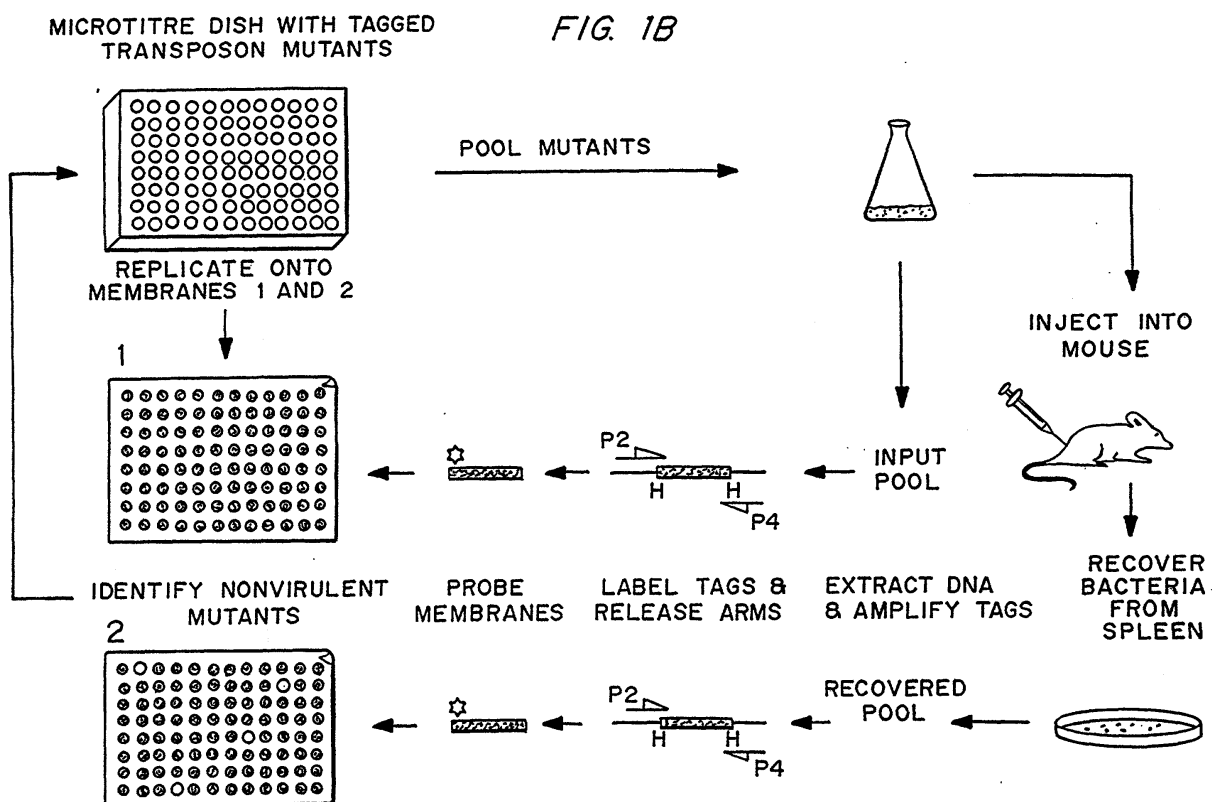 FIG. 1B
MICROTITRE DISH WITH TAGGED
TRANSPOSON MUTANTS
POOL MUTANTS
REPLICATE ONTO
MEMBRANES 1 AND 2
INJECT INTO
MOUSE
1
P2
H
H
P4
INPUT
POOL
IDENTIFY NONVIRULENT
MUTANTS
PROBE
MEMBRANES
LABEL TAGS &
RELEASE ARMS
EXTRACT DNA
& AMPLIFY TAGS
RECOVER
BACTERIA
FROM
SPLEEN
2
P2
H
H
P4
RECOVERED
POOL